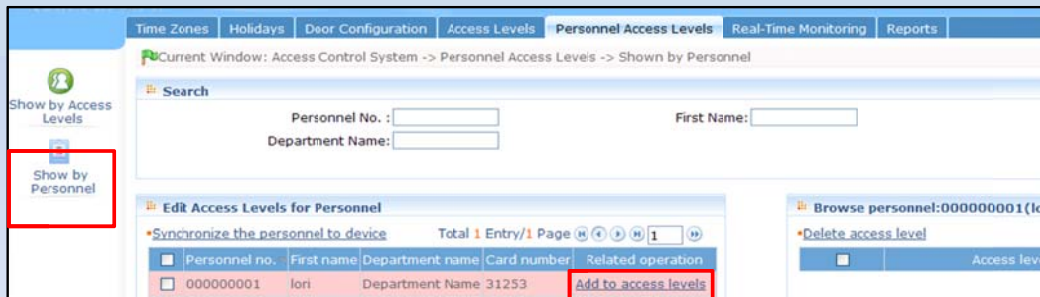 Time Zones Holidays Door Configuration Access Levels Personnel Access Levels Real-Time Monitoring Reports
Current Window: Access Control System -> Personnel Access Levels -> Shown by Personnel
Show by Access
Levels
Show by
Personnel
Search
Personnel No. : First Name:
Department Name:
Edit Access Levels for Personnel
Synchronize the personnel to device Total 1 Entry/1 Page 1
Personnel no. First name Department name Card number Related operation
000000001 lori Department Name 31253 Add to access levels
Browse personnel:000000001(lo
Delete access level
Access leve